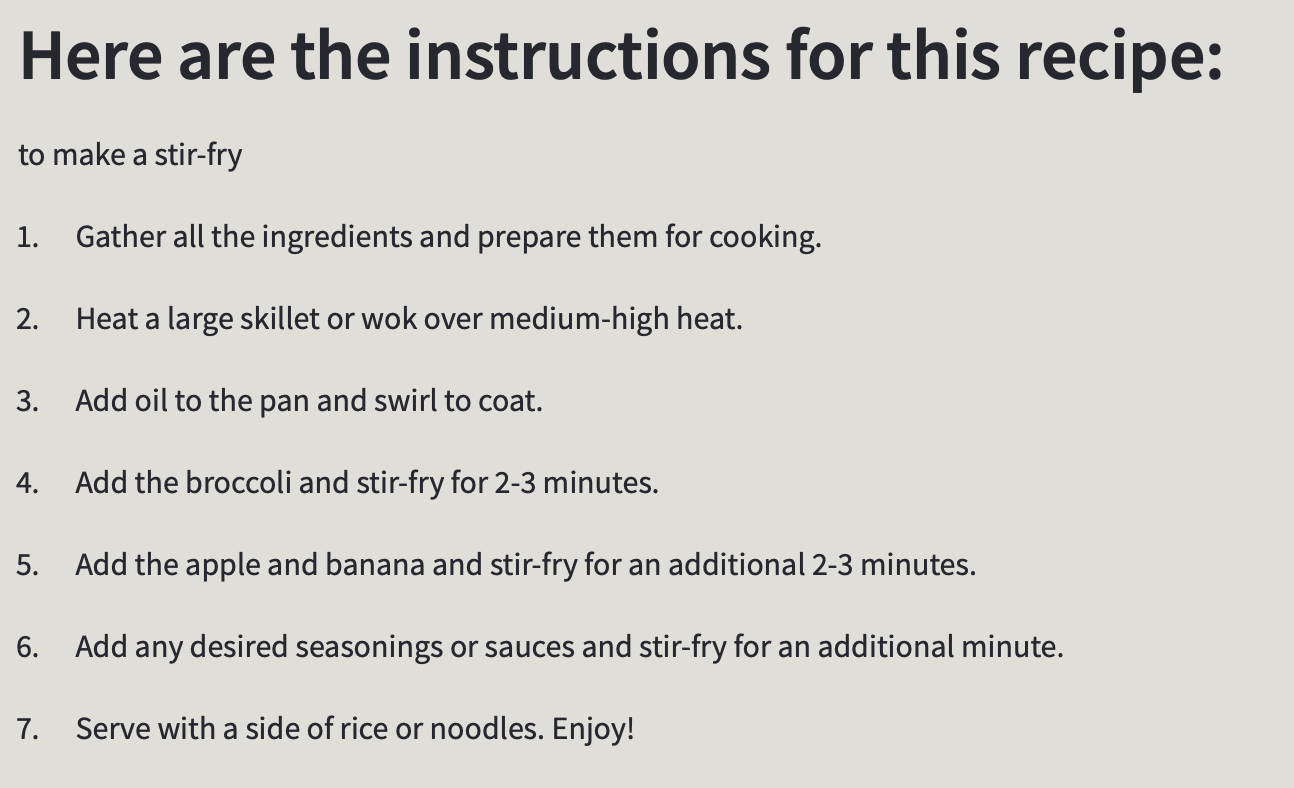 Here are the instructions for this recipe:
to make a stir-fry
1. Gather all the ingredients and prepare them for cooking.
2. Heat a large skillet or wok over medium-high heat.
3. Add oil to the pan and swirl to coat.
4. Add the broccoli and stir-fry for 2-3 minutes.
5. Add the apple and banana and stir-fry for an additional 2-3 minutes.
6. Add any desired seasonings or sauces and stir-fry for an additional minute.
7. Serve with a side of rice or noodles. Enjoy!